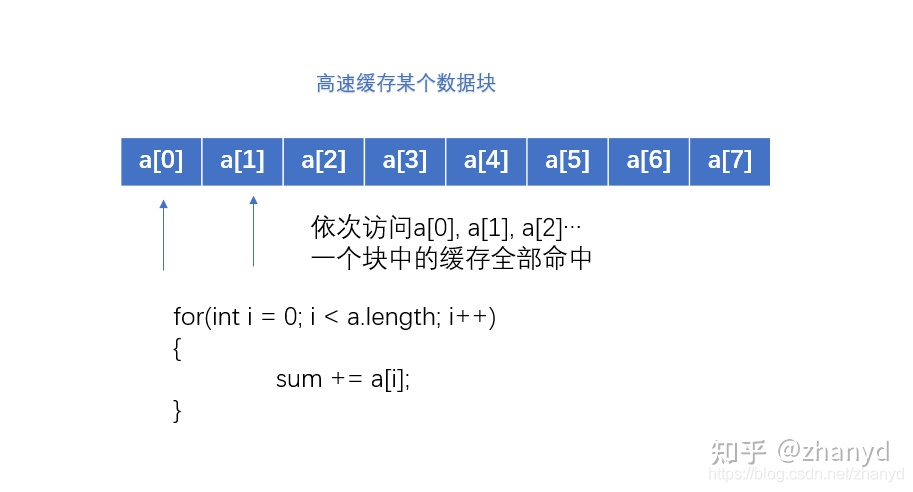 高速缓存某个数据块
a[0] a[1] a[2] a[3] a[4] a[5] a[6] a[7]
依次访问a[0], a[1], a[2]…
一个块中的缓存全部命中
for(int i = 0; i < a.length; i++)
{
sum += a[i];
}
知乎 @zhanyd
https://blog.csdn.net/zhanyd